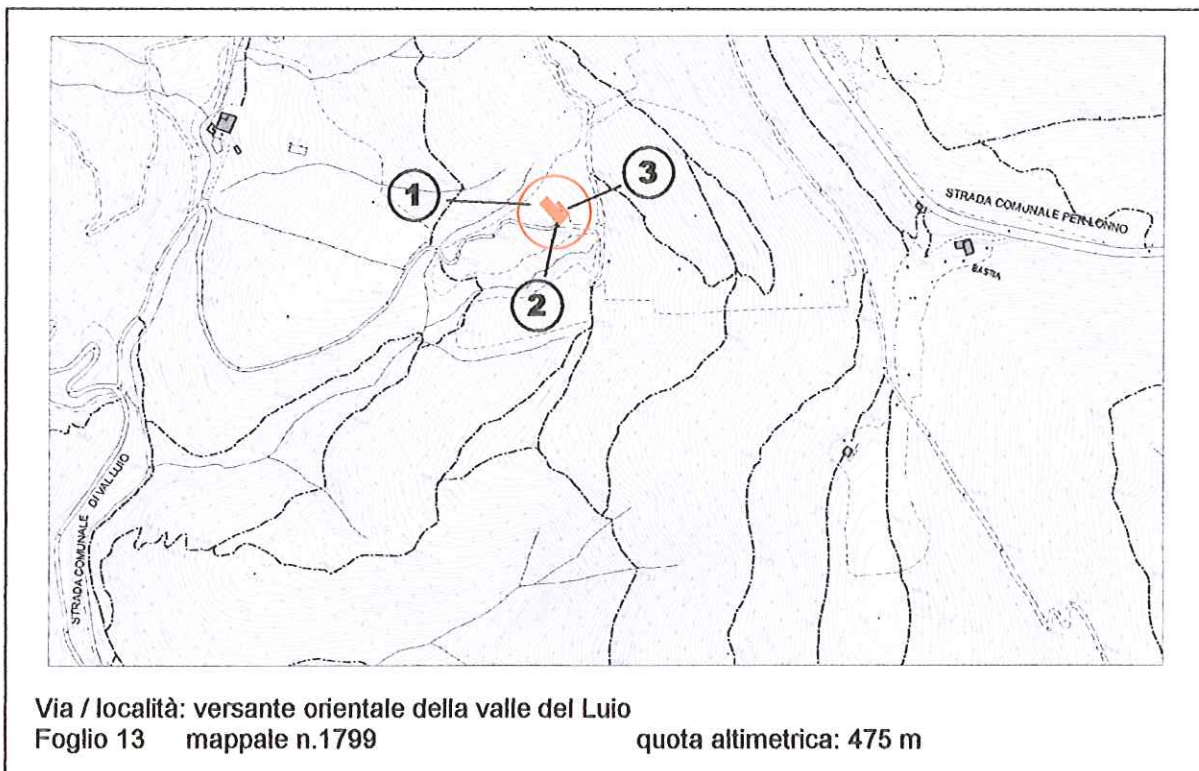 1
3
2
STRADA COMUNALE PER LONNO
BASTIA
STRADA COMUNALE DI VAL LUIO
Via / località: versante orientale della valle del Luio
Foglio 13 mappale n.1799 quota altimetrica: 475 m